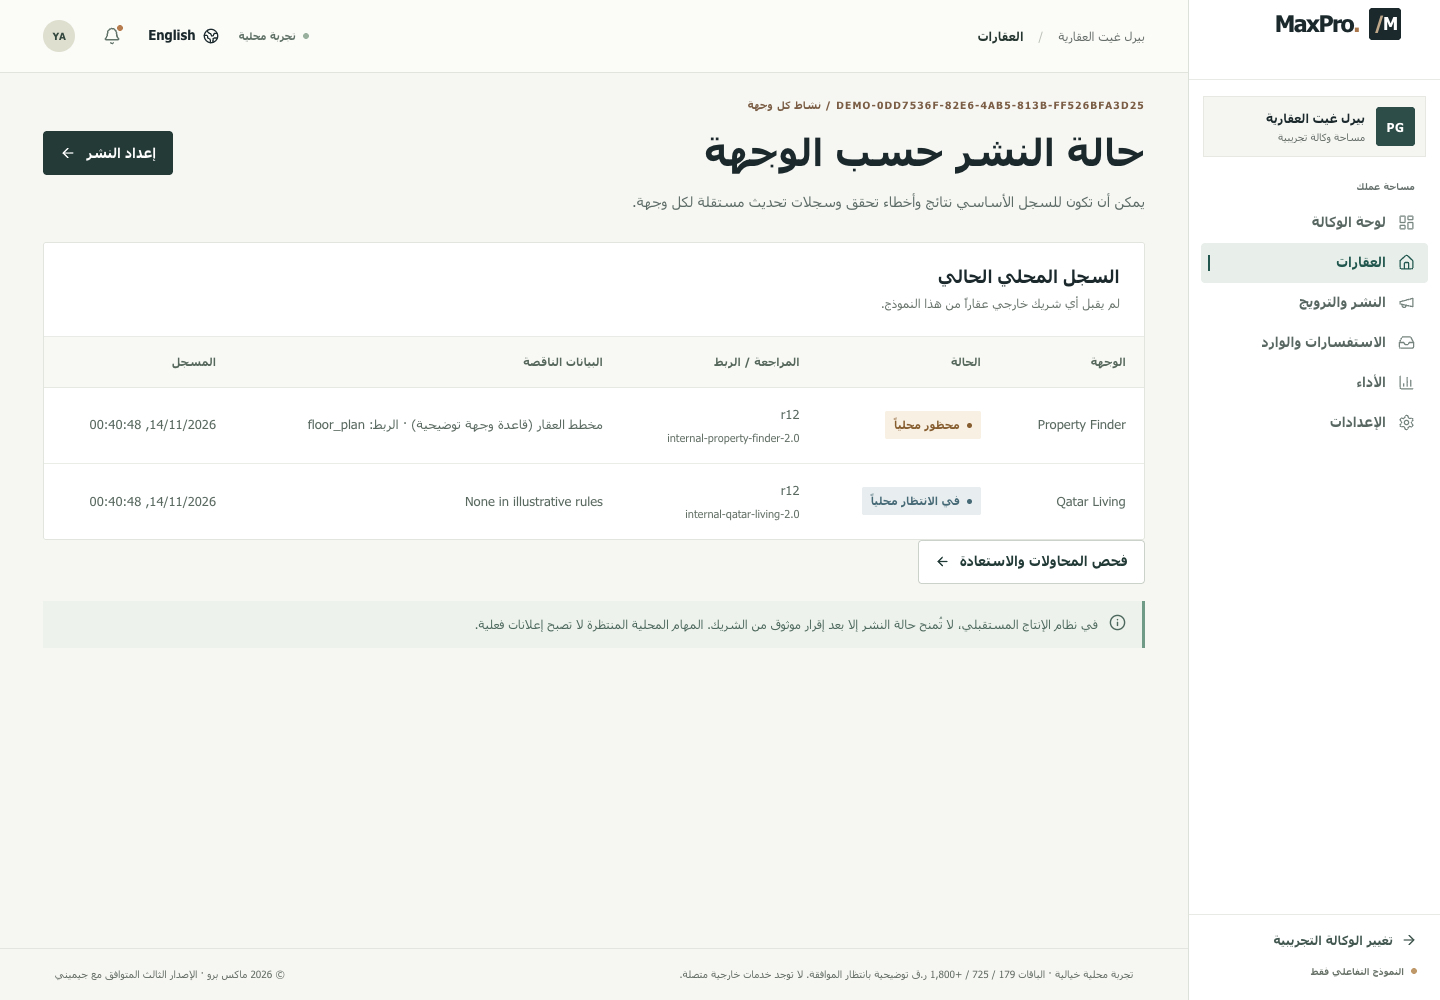 MaxPro.
/M
بيرل غيت العقارية / العقارات
تجربة محلية
English
YA
PG
بيرل غيت العقارية
مساحة وكالة تجريبية
مساحة عملك
لوحة الوكالة
العقارات
النشر والترويج
الاستفسارات والوارد
الأداء
الإعدادات
تغيير الوكالة التجريبية
النموذج التفاعلي فقط
DEMO-0DD7536F-82E6-4AB5-813B-FF526BFA3D25 / نشاط كل وجهة
حالة النشر حسب الوجهة
إعداد النشر
يمكن أن تكون للسجل الأساسي نتائج وأخطاء تحقق وسجلات تحديث مستقلة لكل وجهة.
السجل المحلي الحالي
لم يقبل أي شريك خارجي عقاراً من هذا النموذج.
الوجهة الحالة المراجعة / الربط البيانات الناقصة المسجل
Property Finder
محظور محلياً
r12
internal-property-finder-2.0
مخطط العقار (قاعدة وجهة توضيحية) · الربط: floor_plan
14/11/2026, 00:40:48
Qatar Living
في الانتظار محلياً
r12
internal-qatar-living-2.0
None in illustrative rules
14/11/2026, 00:40:48
فحص المحاولات والاستعادة
في نظام الإنتاج المستقبلي، لا تُمنح حالة النشر إلا بعد إقرار موثوق من الشريك. المهام المحلية المنتظرة لا تصبح إعلانات فعلية.
تجربة محلية خيالية · الباقات 179 / 725 / +1,800 ر.ق توضيحية بانتظار الموافقة. لا توجد خدمات خارجية متصلة.
© 2026 ماكس برو · الإصدار الثالث المتوافق مع جيميني